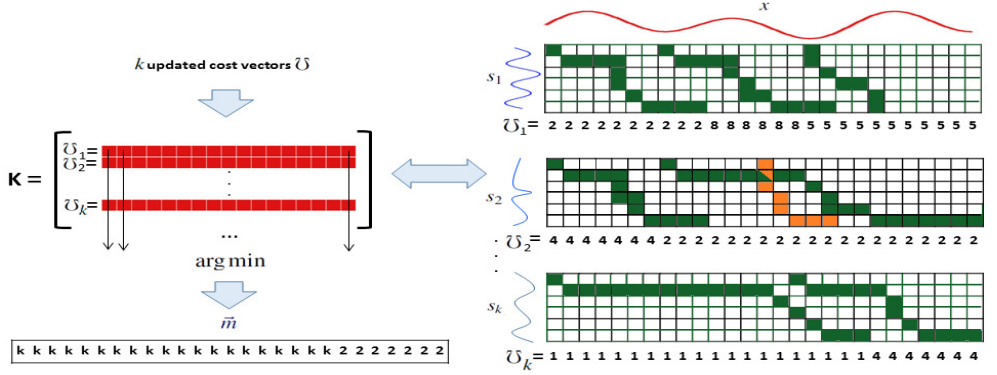 k updated cost vectors ℧
℧1=
℧2=
K =
℧k=
...
arg min
m⃗
k k k k k k k k k k k k k k k k k k k k 2 2 2 2 2 2 2
x
s1
℧1= 2 2 2 2 2 2 2 2 2 2 8 8 8 8 8 8 5 5 5 5 5 5 5 5 5 5 5
s2
℧2= 4 4 4 4 4 4 4 2 2 2 2 2 2 2 2 2 2 2 2 2 2 2 2 2 2 2 2
sk
℧k= 1 1 1 1 1 1 1 1 1 1 1 1 1 1 1 1 1 1 1 1 4 4 4 4 4 4 4